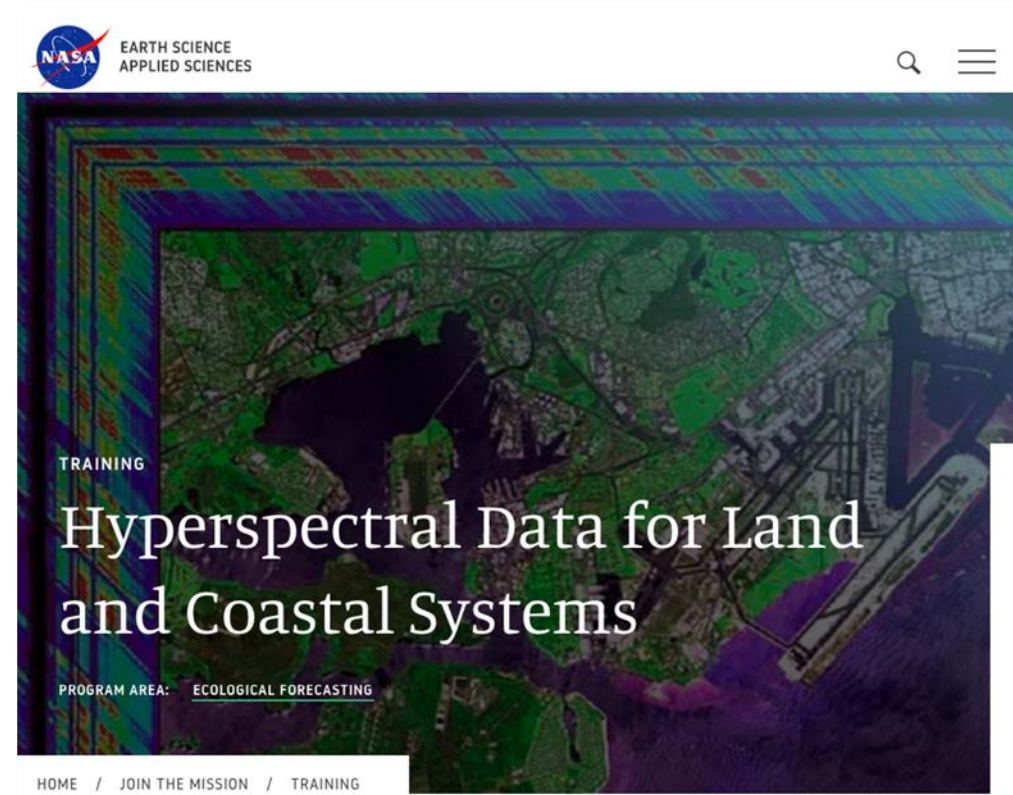 NASA
EARTH SCIENCE
APPLIED SCIENCES
TRAINING
Hyperspectral Data for Land
and Coastal Systems
PROGRAM AREA: ECOLOGICAL FORECASTING
HOME / JOIN THE MISSION / TRAINING